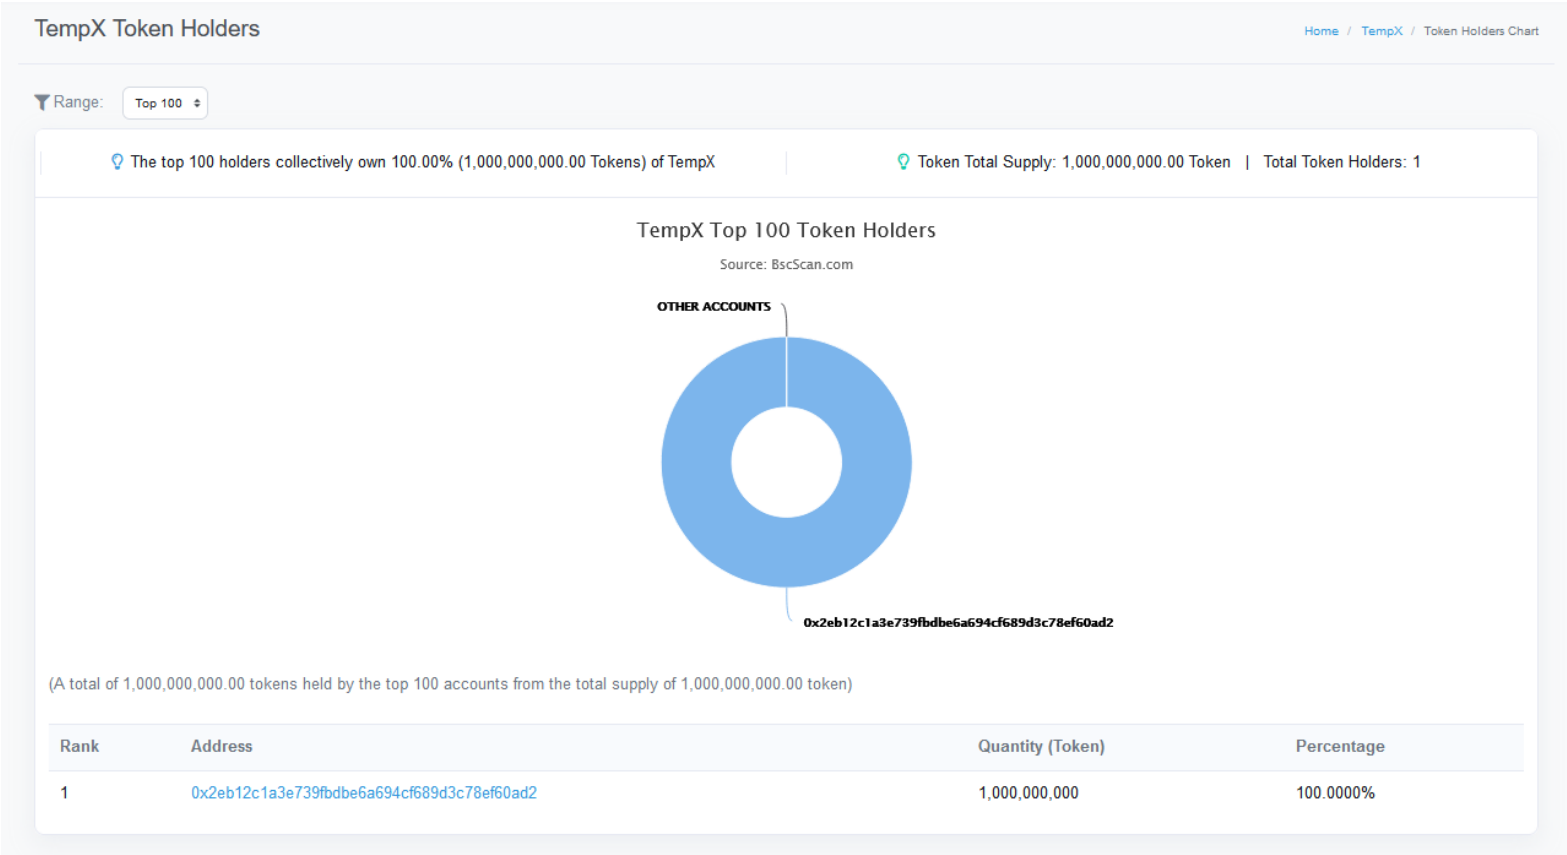 TempX Token Holders
Home / TempX / Token Holders Chart
Range: Top 100
The top 100 holders collectively own 100.00% (1,000,000,000.00 Tokens) of TempX
Token Total Supply: 1,000,000,000.00 Token | Total Token Holders: 1
TempX Top 100 Token Holders
Source: BscScan.com
OTHER ACCOUNTS
0x2eb12c1a3e739fbdbe6a694cf689d3c78ef60ad2
(A total of 1,000,000,000.00 tokens held by the top 100 accounts from the total supply of 1,000,000,000.00 token)
Rank Address Quantity (Token) Percentage
1 0x2eb12c1a3e739fbdbe6a694cf689d3c78ef60ad2 1,000,000,000 100.0000%